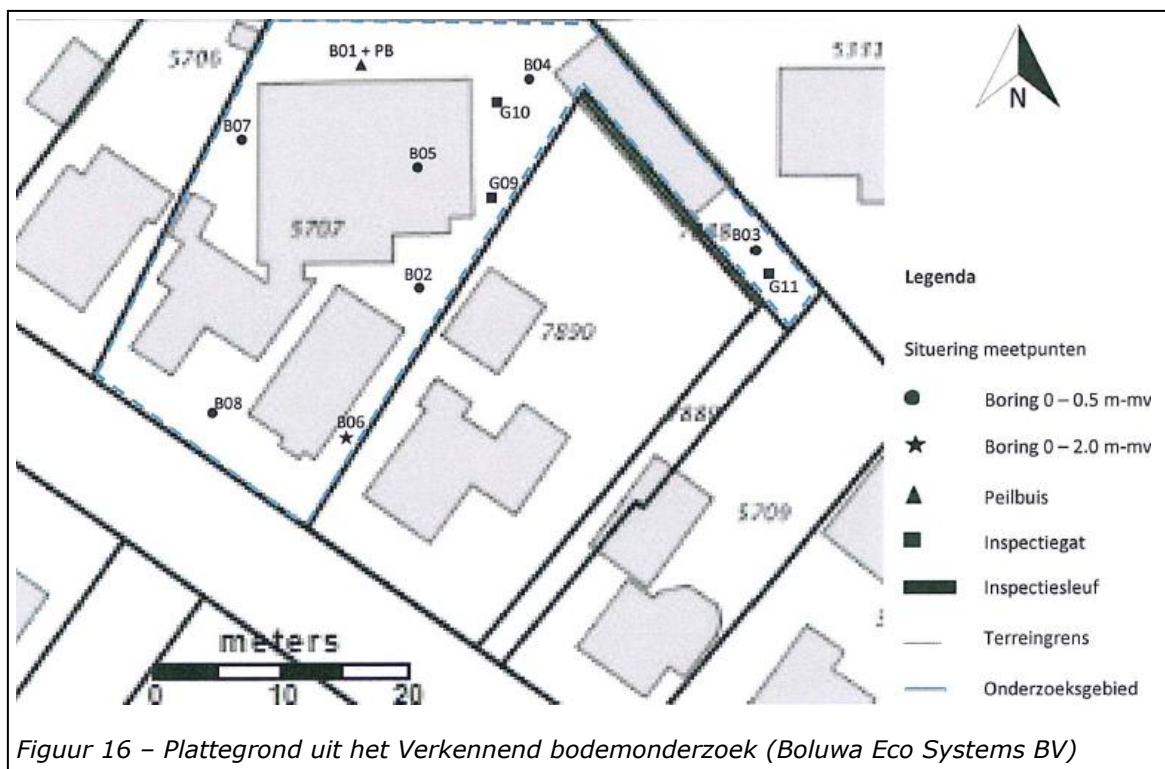 5706
B01 + PB
B04
5331
N
G10
B07
B05
G09
5707
B03
G11
B02
7890
Legenda
Situering meetpunten
B08
B06
7889
Boring 0 – 0.5 m-mv
Boring 0 – 2.0 m-mv
Peilbuis
5709
Inspectiegat
Inspectiesleuf
meters
Terreingrens
0 10 20
Onderzoeksgebied
Figuur 16 – Plattegrond uit het Verkennend bodemonderzoek (Boluwa Eco Systems BV)